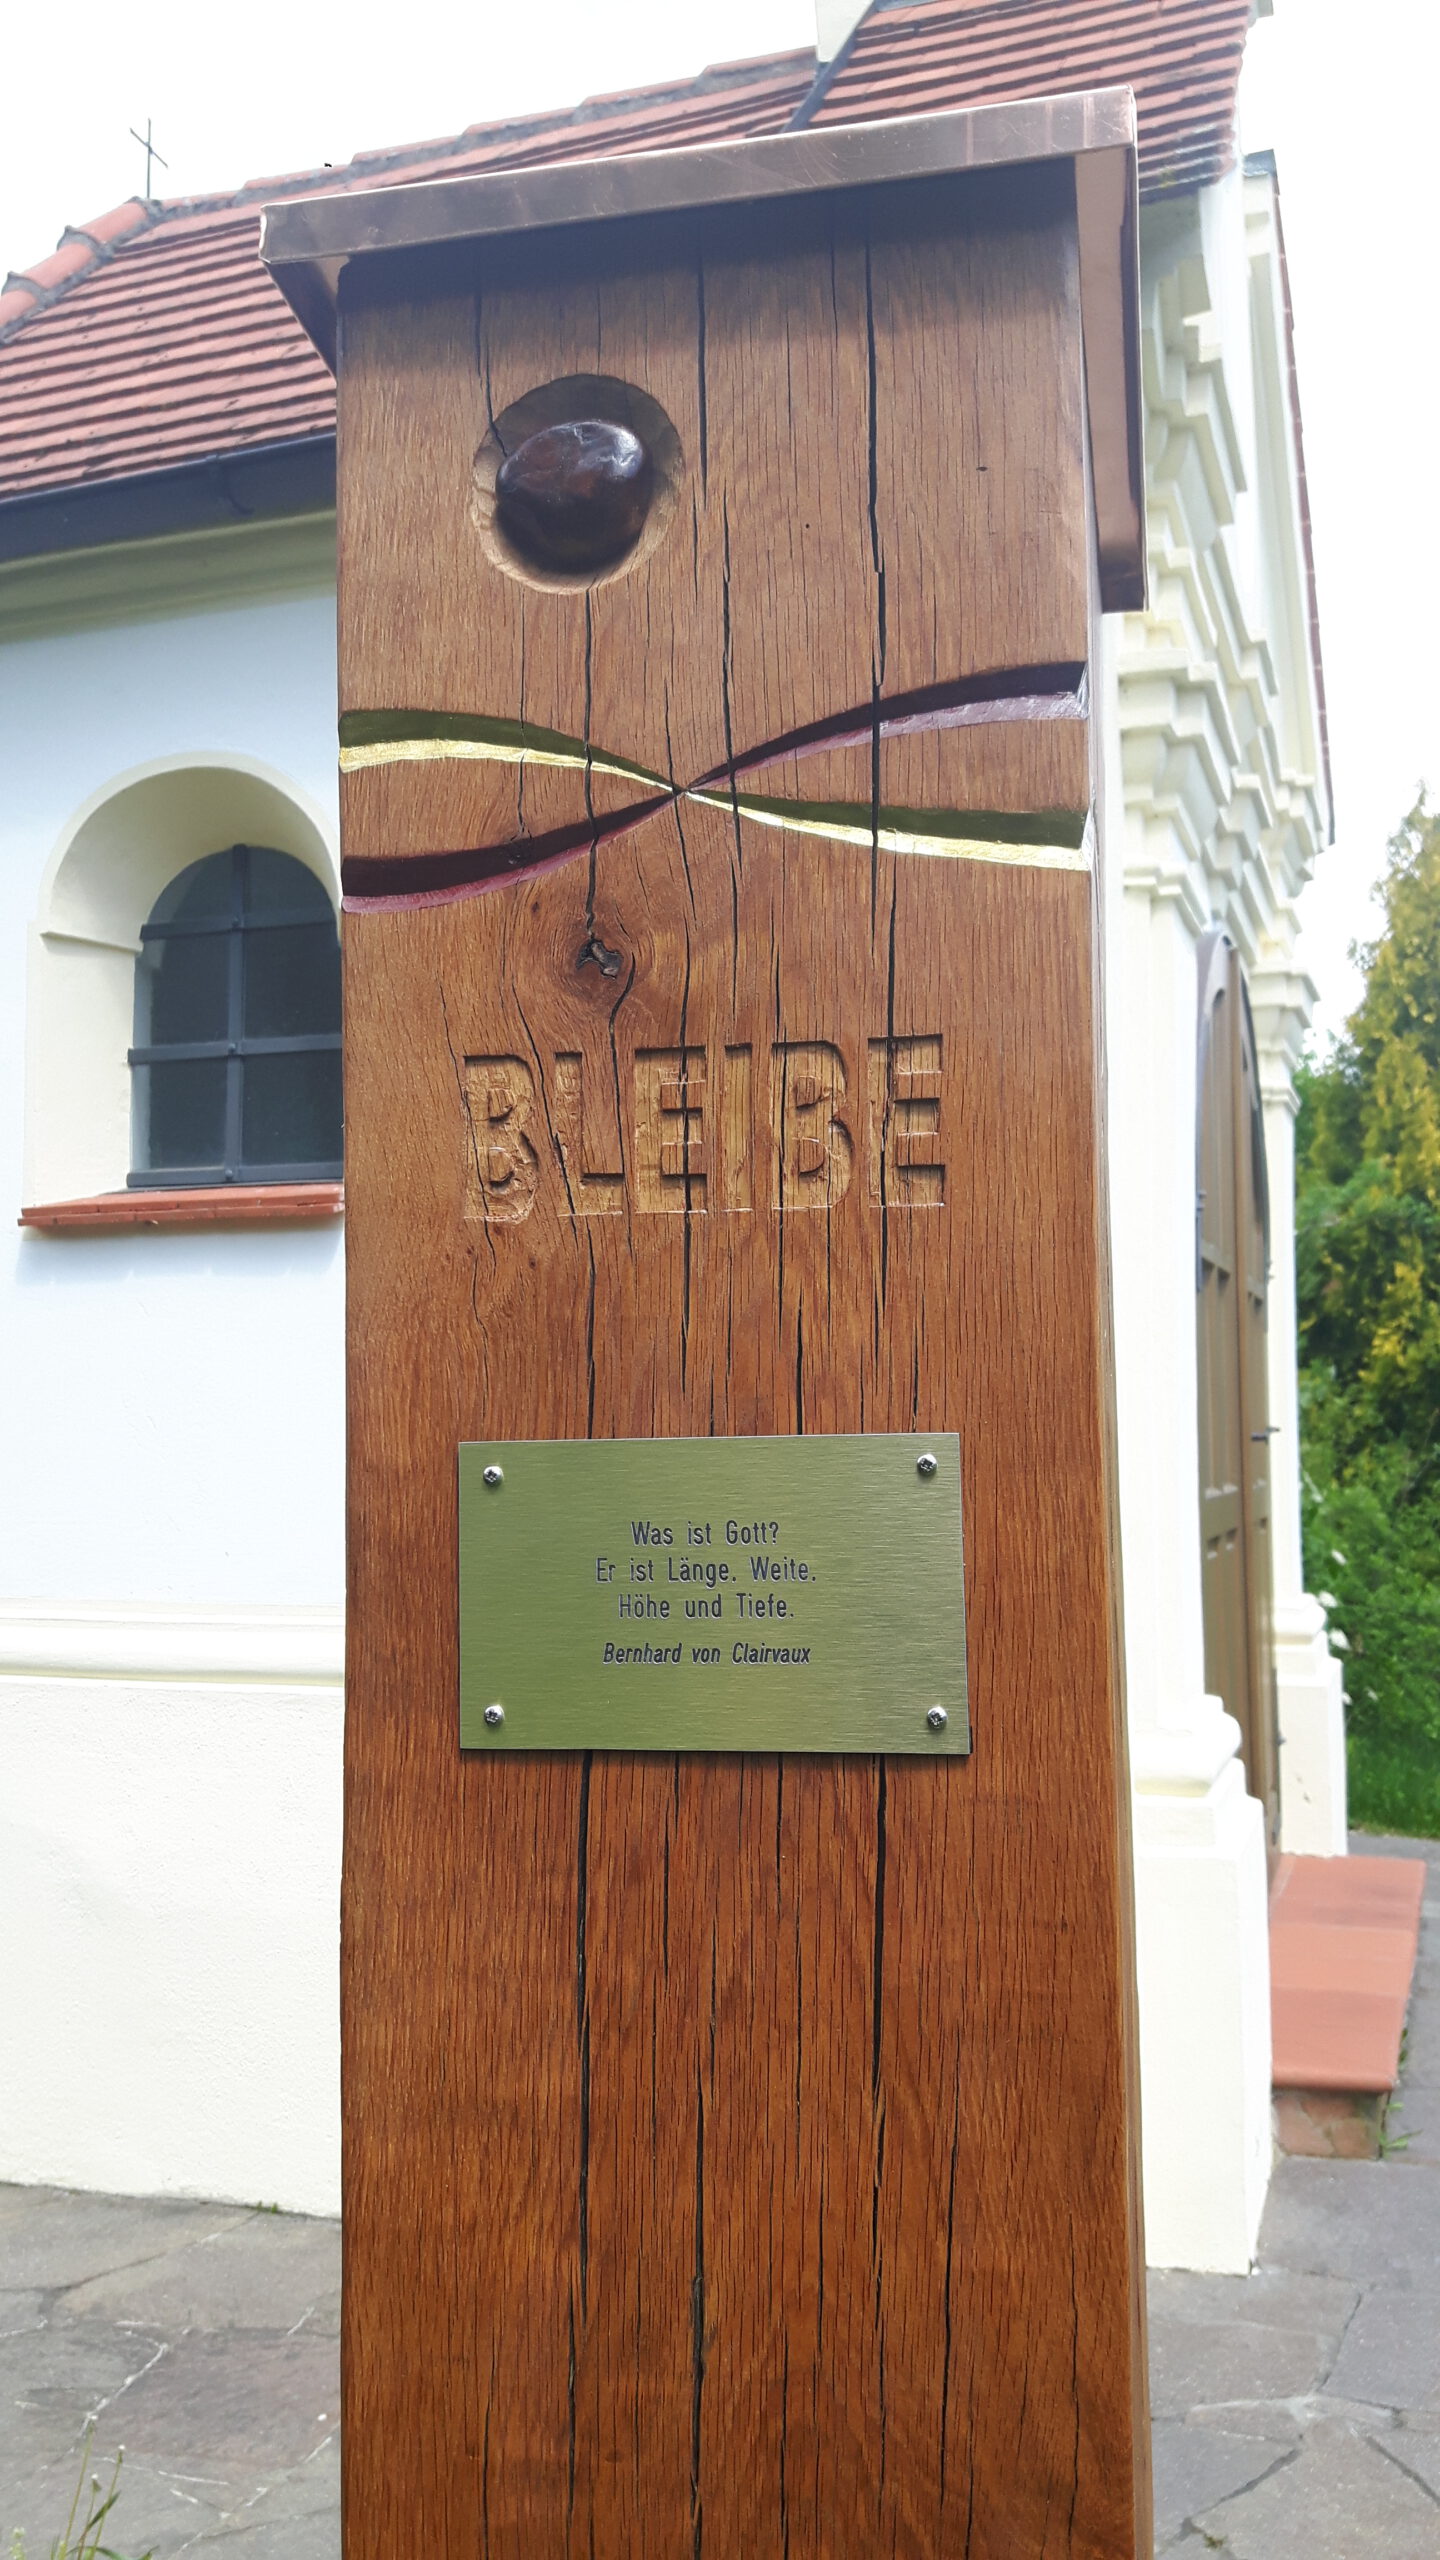 BLEIBE
Was ist Gott?
Er ist Länge. Weite.
Höhe und Tiefe.
Bernhard von Clairvaux